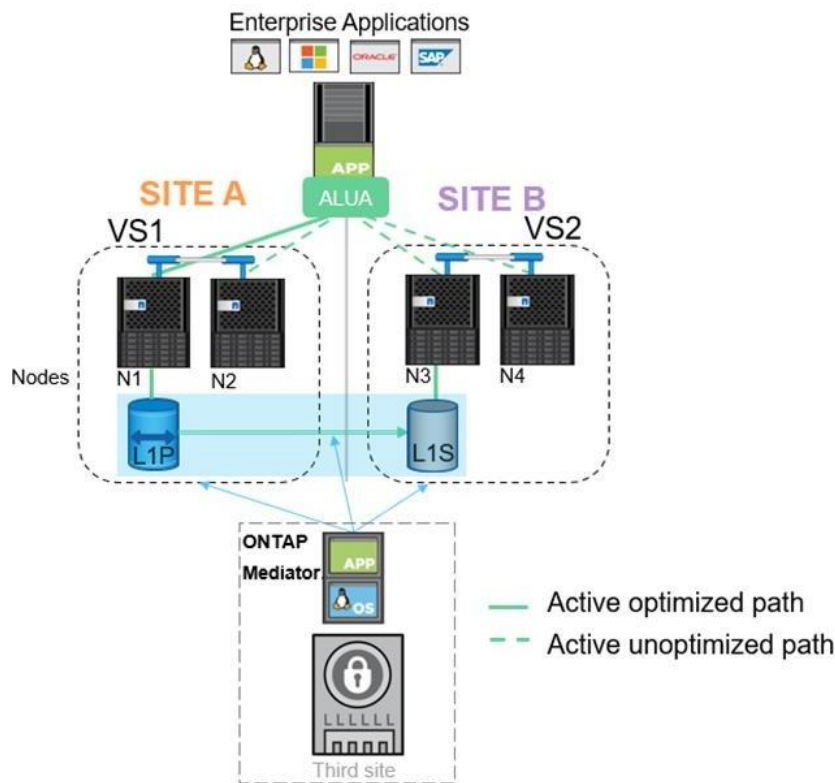 Enterprise Applications
ORACLE
SAP
APP
ALUA
SITE A
SITE B
VS1
VS2
Nodes
N1
N2
N3
N4
L1P
L1S
ONTAP
Mediator
APP
OS
LLLLLL
Third site
Active optimized path
Active unoptimized path